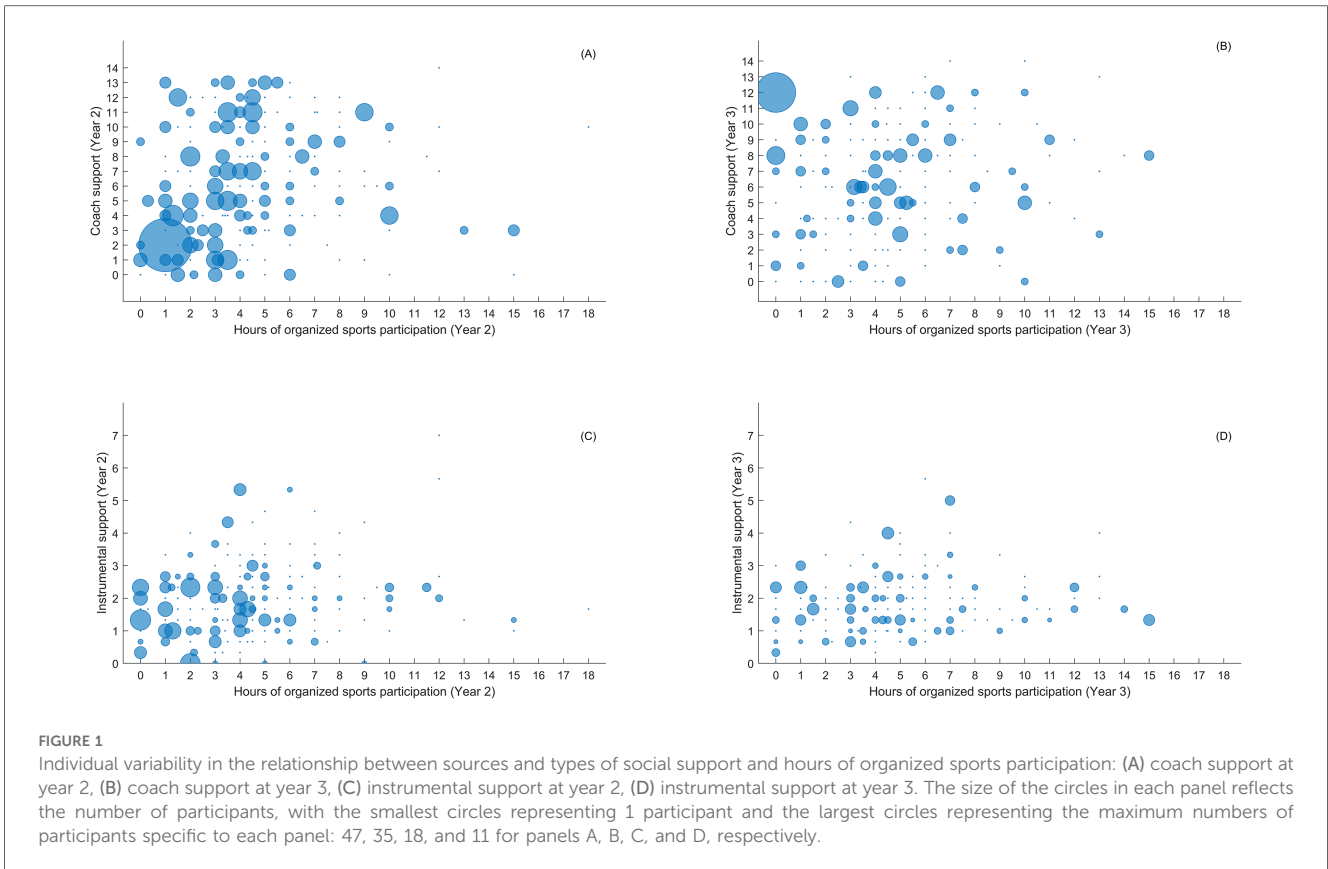 (A)
14
13
12
11
10
9
8
7
6
5
4
3
2
1
0
Coach support (Year 2)
0 1 2 3 4 5 6 7 8 9 10 11 12 13 15 18
Hours of organized sports participation (Year 2)
(B)
14
13
12
11
10
9
8
7
6
5
4
3
2
1
0
Coach support (Year 3)
0 1 2 3 4 5 6 7 8 9 10 11 12 13 14 15 16 17 18
Hours of organized sports participation (Year 3)
(C)
7
6
5
4
3
2
1
0
Instrumental support (Year 2)
0 1 2 3 4 5 6 7 8 9 10 11 12 13 15 18
Hours of organized sports participation (Year 2)
(D)
7
6
5
4
3
2
1
0
Instrumental support (Year 3)
0 1 2 3 4 5 6 7 8 9 10 11 12 13 14 15 16 17 18
Hours of organized sports participation (Year 3)
FIGURE 1
Individual variability in the relationship between sources and types of social support and hours of organized sports participation: (A) coach support at
year 2, (B) coach support at year 3, (C) instrumental support at year 2, (D) instrumental support at year 3. The size of the circles in each panel reflects
the number of participants, with the smallest circles representing 1 participant and the largest circles representing the maximum numbers of
participants specific to each panel: 47, 35, 18, and 11 for panels A, B, C, and D, respectively.